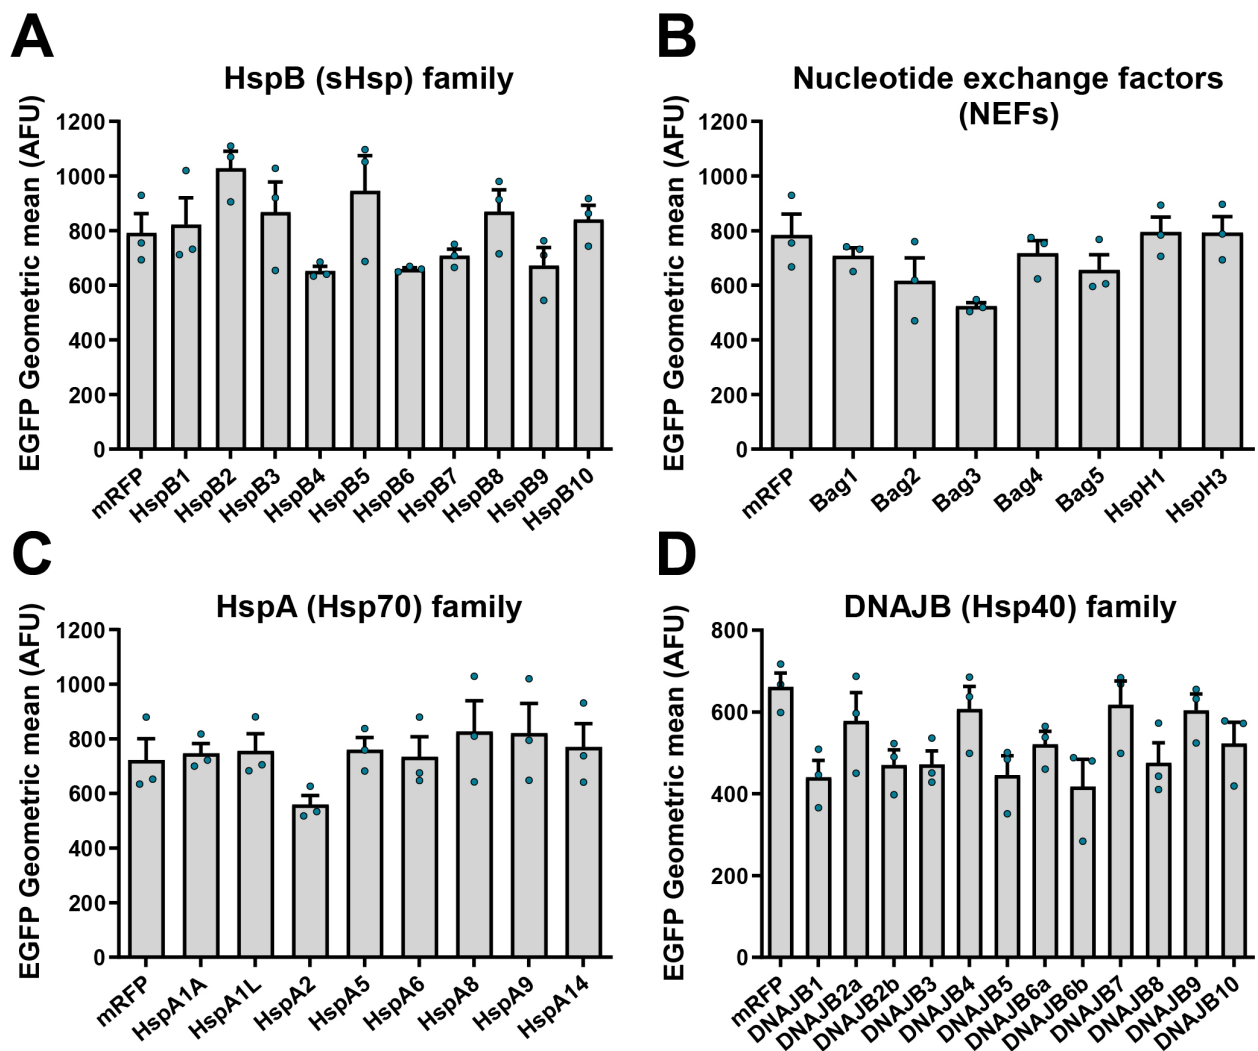 A
HspB (sHsp) family
EGFP Geometric mean (AFU)
1200
1000
800
600
400
200
0
mRFP
HspB1
HspB2
HspB3
HspB4
HspB5
HspB6
HspB7
HspB8
HspB9
HspB10
B
Nucleotide exchange factors
(NEFs)
EGFP Geometric mean (AFU)
1200
1000
800
600
400
200
0
mRFP
Bag1
Bag2
Bag3
Bag4
Bag5
HspH1
HspH3
C
HspA (Hsp70) family
EGFP Geometric mean (AFU)
1200
1000
800
600
400
200
0
mRFP
HspA1A
HspA1L
HspA2
HspA5
HspA6
HspA8
HspA9
HspA14
D
DNAJB (Hsp40) family
EGFP Geometric mean (AFU)
800
600
400
200
0
mRFP
DNAJB1
DNAJB2a
DNAJB2b
DNAJB3
DNAJB4
DNAJB5
DNAJB6a
DNAJB6b
DNAJB7
DNAJB8
DNAJB9
DNAJB10